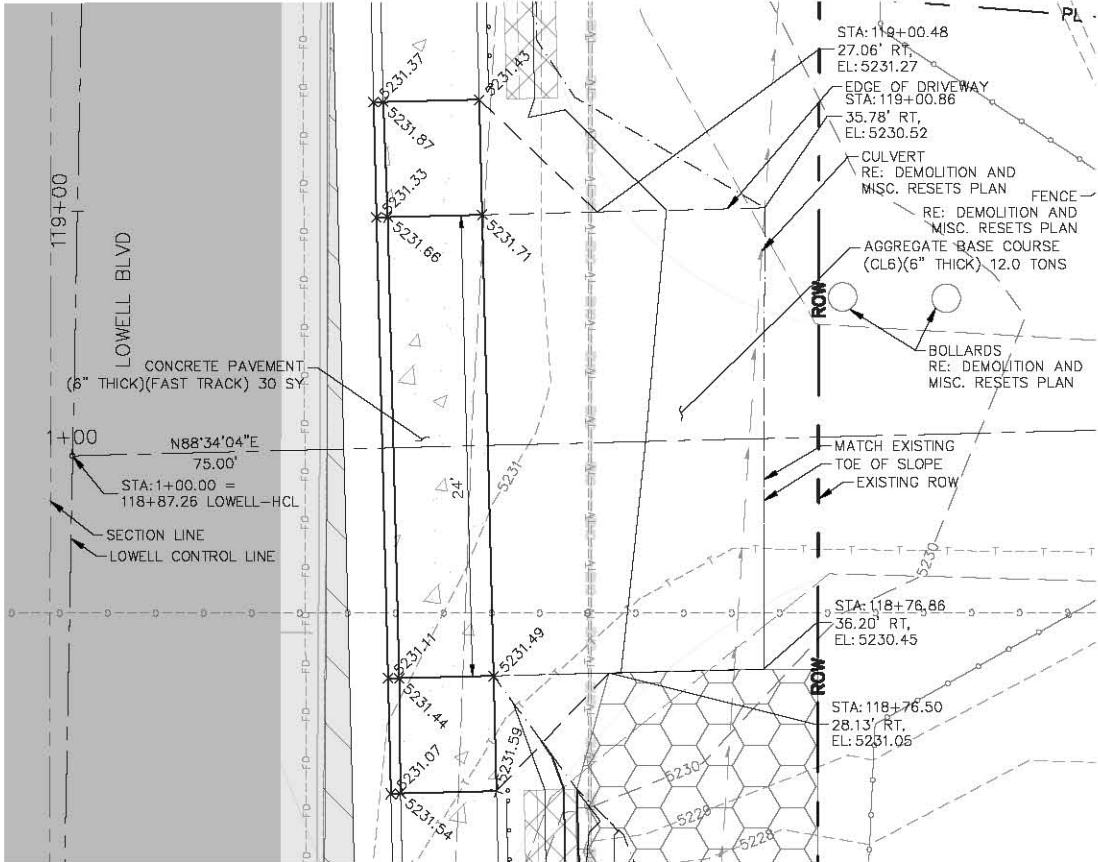 PL
STA: 119+00.48
27.06' RT,
EL: 5231.27
EDGE OF DRIVEWAY
STA: 119+00.86
35.78' RT,
EL: 5230.52
CULVERT
RE: DEMOLITION AND
MISC. RESETS PLAN
FENCE
RE: DEMOLITION AND
MISC. RESETS PLAN
AGGREGATE BASE COURSE
(CL6)(6" THICK) 12.0 TONS
5231.37
5231.43
5231.87
5231.33
5231.66
5231.71
119+00
LOWELL BLVD
ROW
BOLLARDS
RE: DEMOLITION AND
MISC. RESETS PLAN
CONCRETE PAVEMENT
(6" THICK)(FAST TRACK) 30 SY
1+00
N88°34'04"E
75.00'
STA: 1+00.00 =
118+87.26 LOWELL-HCL
24'
5231
MATCH EXISTING
TOE OF SLOPE
EXISTING ROW
SECTION LINE
LOWELL CONTROL LINE
5230
STA: 118+76.86
36.20' RT,
EL: 5230.45
5231.11
5231.49
5231.44
ROW
STA: 118+76.50
28.13' RT,
EL: 5231.05
5231.07
5231.59
5231.54
5230
5229
5228